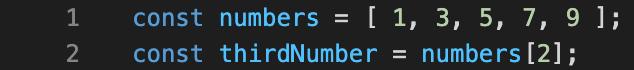 1 const numbers = [ 1, 3, 5, 7, 9 ];
2 const thirdNumber = numbers[2];